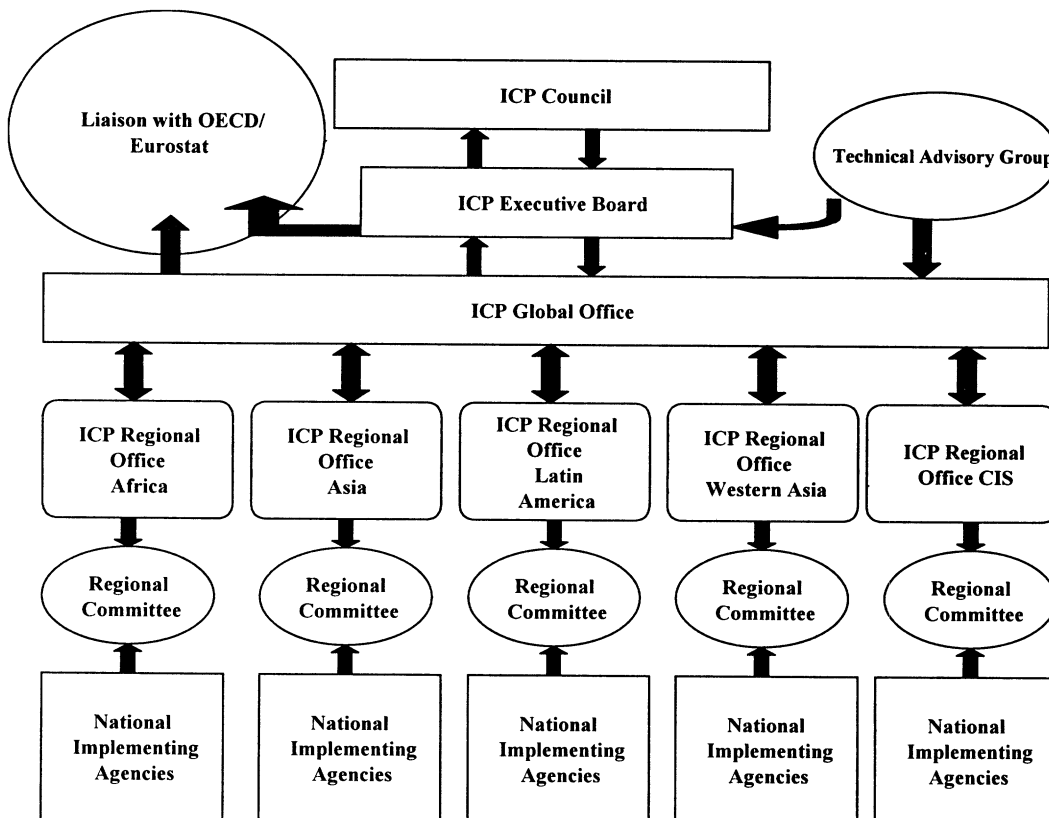 ICP Council
Liaison with OECD/
Eurostat
Technical Advisory Group
ICP Executive Board
ICP Global Office
ICP Regional
Office
Africa
ICP Regional
Office
Asia
ICP Regional
Office
Latin
America
ICP Regional
Office
Western Asia
ICP Regional
Office CIS
Regional
Committee
Regional
Committee
Regional
Committee
Regional
Committee
Regional
Committee
National
Implementing
Agencies
National
Implementing
Agencies
National
Implementing
Agencies
National
Implementing
Agencies
National
Implementing
Agencies